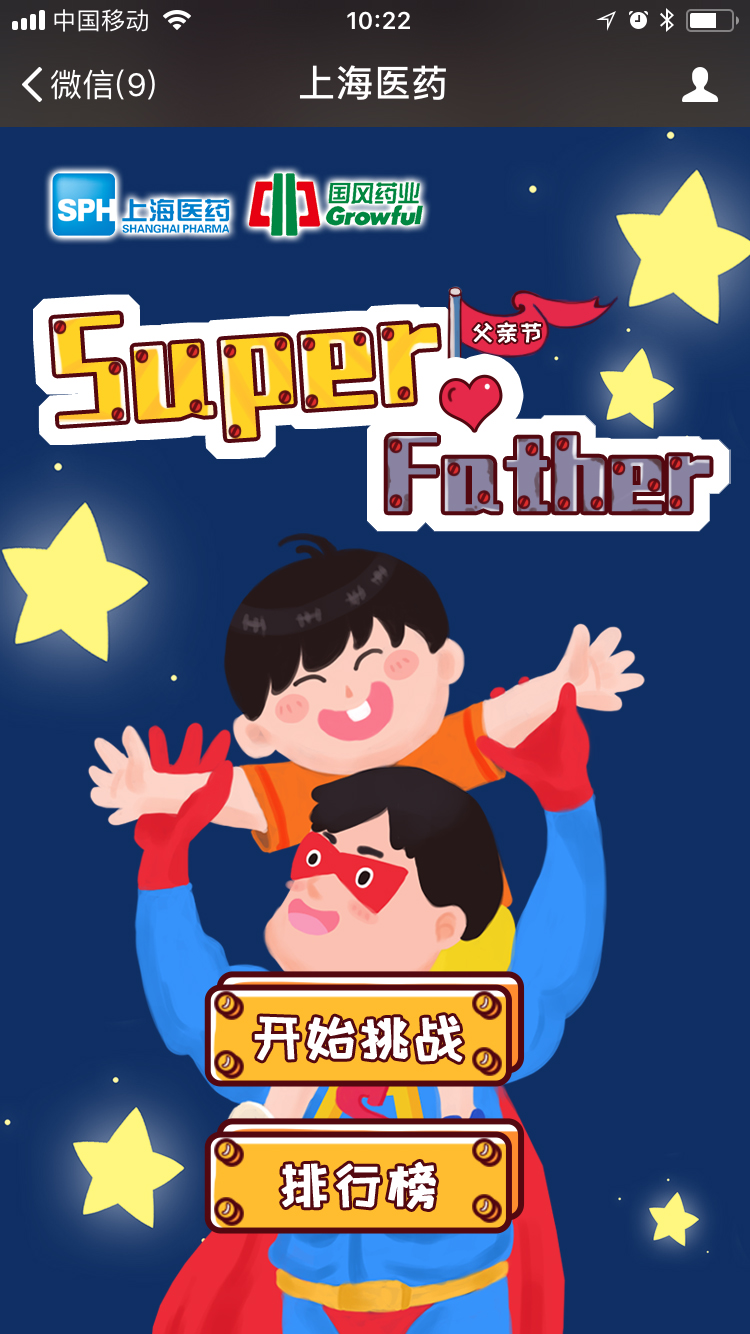 中国移动 10:22
微信(9) 上海医药
SPH 上海医药 国风药业
SHANGHAI PHARMA Growful
Super 父亲节
Father
开始挑战
排行榜